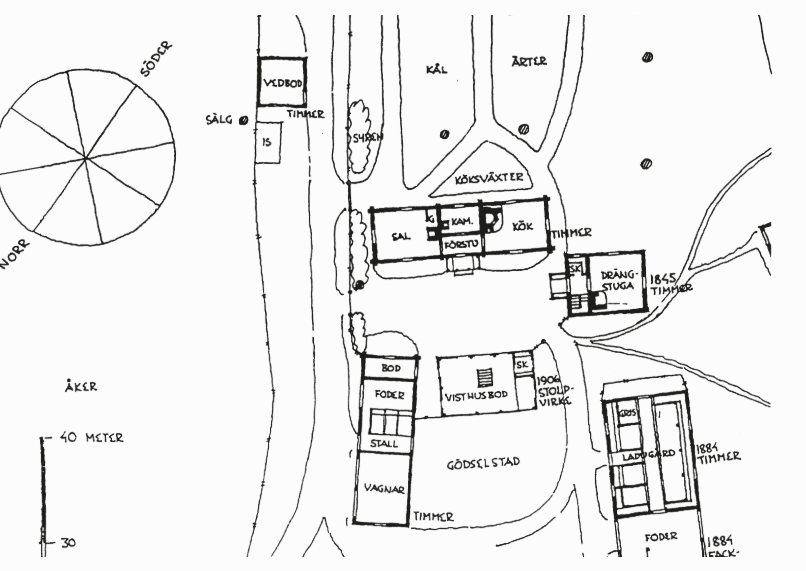 SÖDER
NORR
VEDBOD
TIMMER
SÄLG
IS
SYREN
KÅL
ÄRTER
KÖKSVÄXTER
SAL
G
KAM.
FÖRSTU
KÖK
TIMMER
SK
DRÄNG-
STUGA
1845
TIMMER
BOD
FODER
STALL
VAGNAR
TIMMER
VISTHUSBOD
SK
1906
STOLP-
VIRKE
GÖDSELSTAD
GRIS
LADUGÅRD
1884
TIMMER
FODER
1884
FACK-
ÅKER
40 METER
30